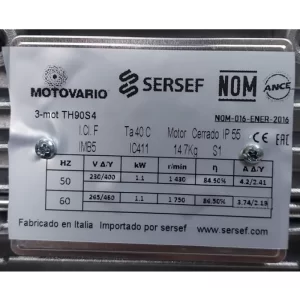 MOTOVARIO SERSEF NOM ANCE
3-mot TH90S4 NOM-016-ENER-2016
I.Cl. F Ta 40 C Motor Cerrado IP 55 CE EAC
IMB5 IC411 14.7Kg S1
HZ V Δ/Y kW r/min η A Δ/Y
50 230/400 1.1 1 430 84.50% 4.2/2.41
60 265/460 1.1 1 750 86.50% 3.74/2.15
Fabricado en Italia Importado por sersef www.sersef.com